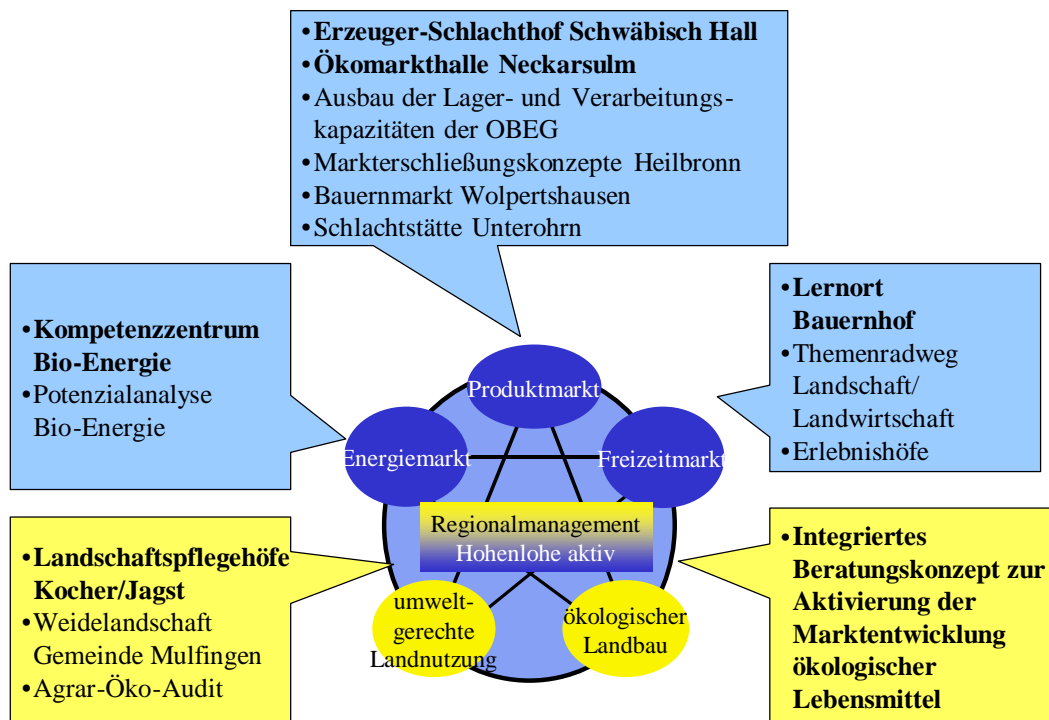 •Erzeuger-Schlachthof Schwäbisch Hall
•Ökomarkthalle Neckarsulm
•Ausbau der Lager- und Verarbeitungs-
kapazitäten der OBEG
•Markterschließungskonzepte Heilbronn
•Bauernmarkt Wolpertshausen
•Schlachtstätte Unterohrn
•Kompetenzzentrum
Bio-Energie
•Potenzialanalyse
Bio-Energie
•Lernort
Bauernhof
•Themenradweg
Landschaft/
Landwirtschaft
•Erlebnishöfe
Produktmarkt
Energiemarkt
Freizeitmarkt
Regionalmanagement
Hohenlohe aktiv
umwelt-
gerechte
Landnutzung
ökologischer
Landbau
•Landschaftspflegehöfe
Kocher/Jagst
•Weidelandschaft
Gemeinde Mulfingen
•Agrar-Öko-Audit
•Integriertes
Beratungskonzept zur
Aktivierung der
Marktentwicklung
ökologischer
Lebensmittel